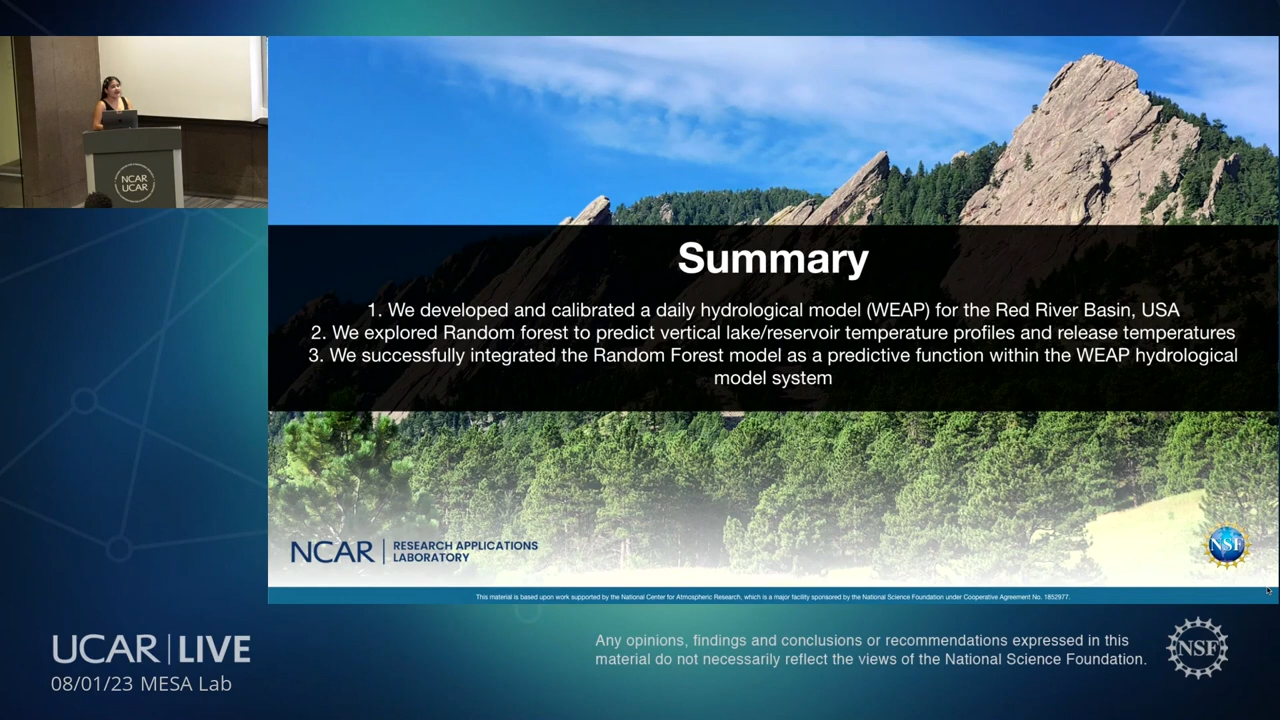 NCAR
UCAR
Summary
1. We developed and calibrated a daily hydrological model (WEAP) for the Red River Basin, USA
2. We explored Random forest to predict vertical lake/reservoir temperature profiles and release temperatures
3. We successfully integrated the Random Forest model as a predictive function within the WEAP hydrological
model system
NCAR | RESEARCH APPLICATIONS
LABORATORY
NSF
This material is based upon work supported by the National Center for Atmospheric Research, which is a major facility sponsored by the National Science Foundation under Cooperative Agreement No. 1852977.
UCAR | LIVE
08/01/23 MESA Lab
Any opinions, findings and conclusions or recommendations expressed in this
material do not necessarily reflect the views of the National Science Foundation.
NSF